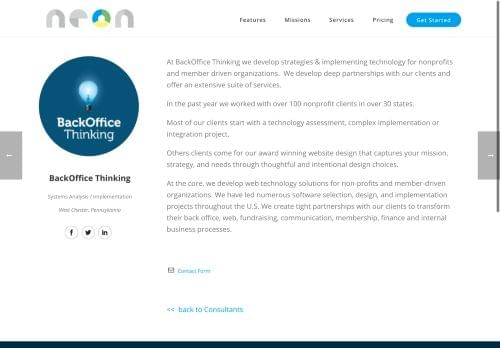 neon
Features
Missions
Services
Pricing
Get Started
BackOffice
Thinking
BackOffice Thinking
Systems Analysis / Implementation
West Chester, Pennsylvania
At BackOffice Thinking we develop strategies & implementing technology for nonprofits
and member driven organizations. We develop deep partnerships with our clients and
offer an extensive suite of services.
In the past year we worked with over 100 nonprofit clients in over 30 states.
Most of our clients start with a technology assessment, complex implementation or
integration project.
Others clients come for our award winning website design that captures your mission,
strategy, and needs through thoughtful and intentional design choices.
At the core, we develop web technology solutions for non-profits and member-driven
organizations. We have led numerous software selection, design, and implementation
projects throughout the U.S. We create tight partnerships with our clients to transform
their back office, web, fundraising, communication, membership, finance and internal
business processes.
Contact Form
<< back to Consultants